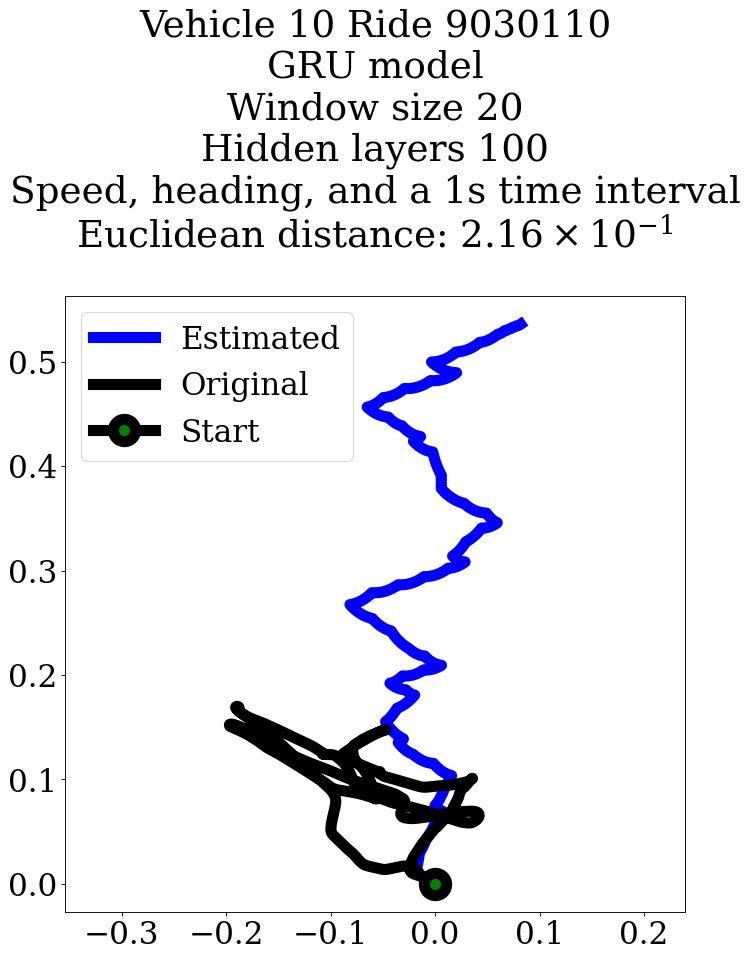 Vehicle 10 Ride 9030110
GRU model
Window size 20
Hidden layers 100
Speed, heading, and a 1s time interval
Euclidean distance: 2.16 × 10⁻¹
Estimated
Original
Start
0.5
0.4
0.3
0.2
0.1
0.0
−0.3 −0.2 −0.1 0.0 0.1 0.2